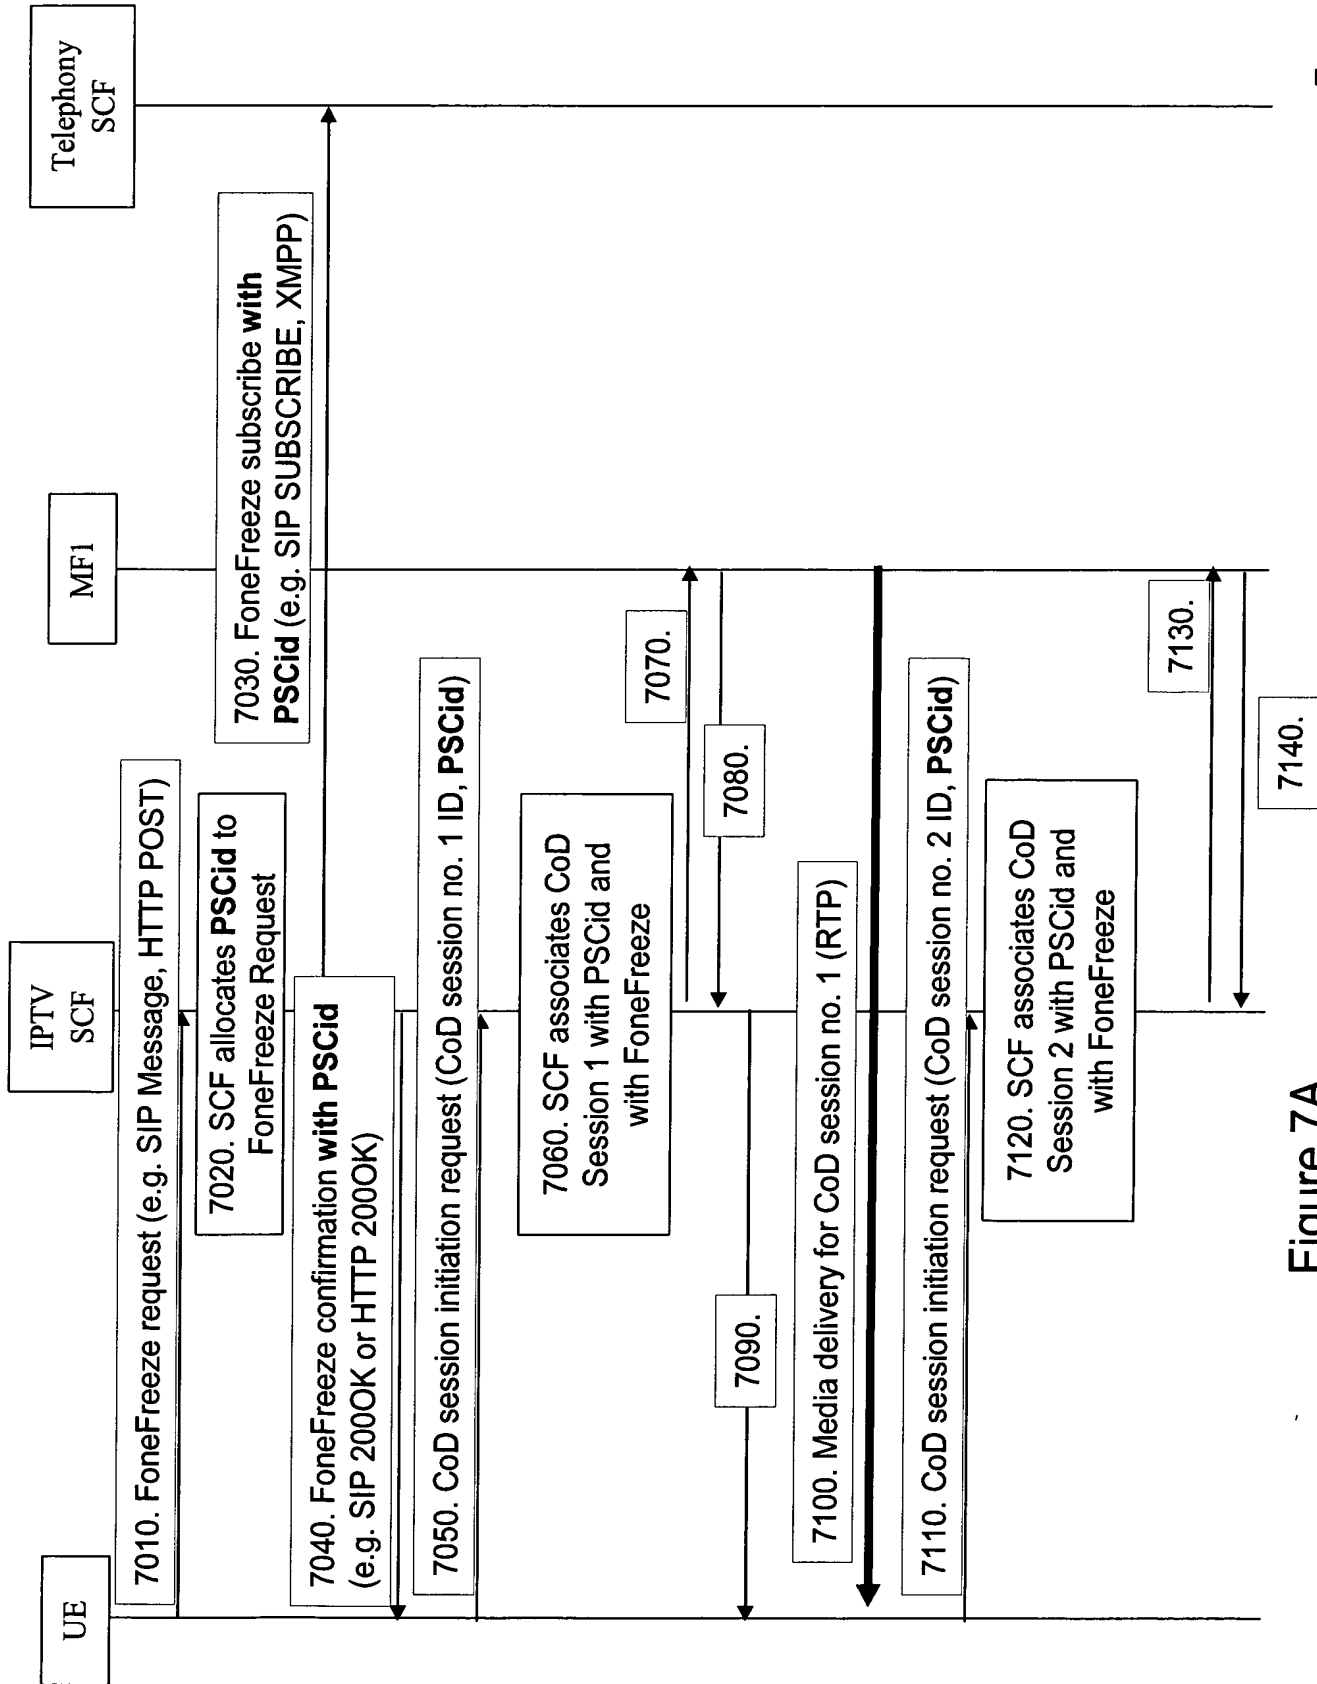 UE
IPTV
SCF
MF1
Telephony
SCF
7010. FoneFreeze request (e.g. SIP Message, HTTP POST)
7020. SCF allocates PSCid to
FoneFreeze Request
7030. FoneFreeze subscribe with
PSCid (e.g. SIP SUBSCRIBE, XMPP)
7040. FoneFreeze confirmation with PSCid
(e.g. SIP 200OK or HTTP 200OK)
7050. CoD session initiation request (CoD session no. 1 ID, PSCid)
7060. SCF associates CoD
Session 1 with PSCid and
with FoneFreeze
7070.
7080.
7090.
7100. Media delivery for CoD session no. 1 (RTP)
7110. CoD session initiation request (CoD session no. 2 ID, PSCid)
7120. SCF associates CoD
Session 2 with PSCid and
with FoneFreeze
7130.
7140.
Figure 7A